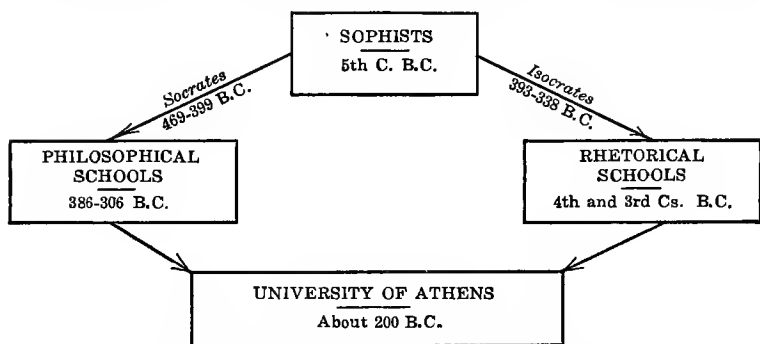 SOPHISTS
5th C. B.C.
Socrates
469-399 B.C.
Isocrates
393-338 B.C.
PHILOSOPHICAL
SCHOOLS
386-306 B.C.
RHETORICAL
SCHOOLS
4th and 3rd Cs. B.C.
UNIVERSITY OF ATHENS
About 200 B.C.